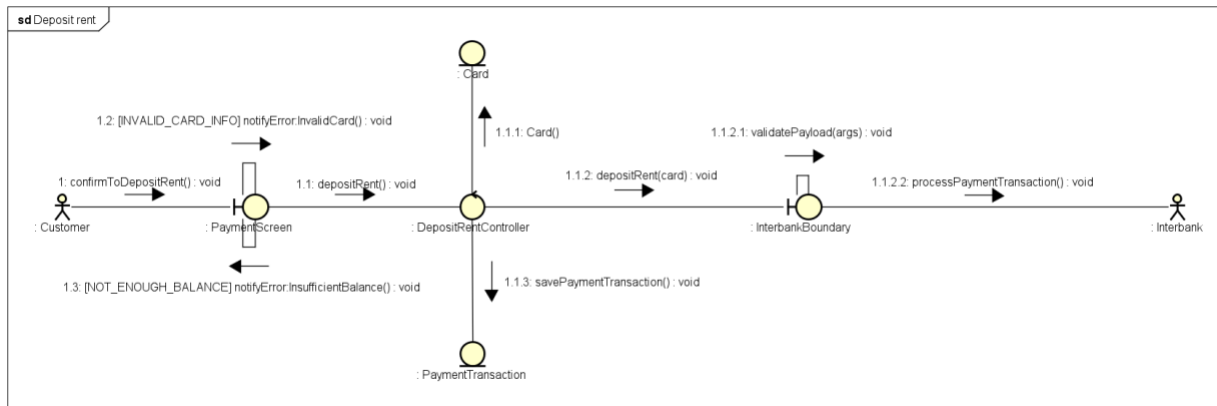 sd Deposit rent
: Card
1.2: [INVALID_CARD_INFO] notifyError:InvalidCard() : void
1.1.1: Card()
1.1.2.1: validatePayload(args) : void
1: confirmToDepositRent() : void
1.1: depositRent() : void
1.1.2: depositRent(card) : void
1.1.2.2: processPaymentTransaction() : void
: Customer
: PaymentScreen
: DepositRentController
: InterbankBoundary
: Interbank
1.3: [NOT_ENOUGH_BALANCE] notifyError:InsufficientBalance() : void
1.1.3: savePaymentTransaction() : void
: PaymentTransaction